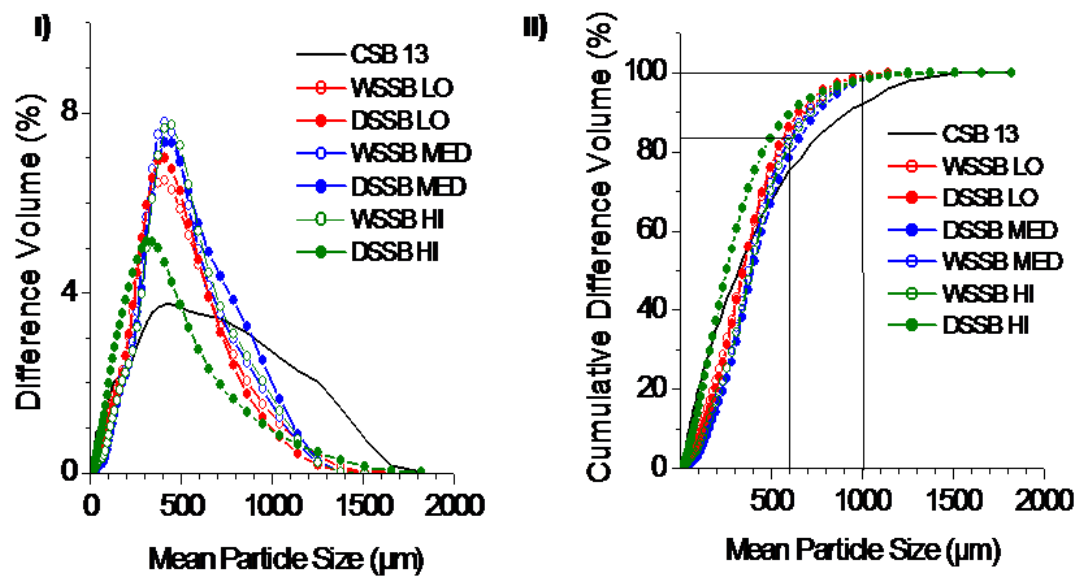 I)
Difference Volume (%)
8
4
0
0 500 1000 1500 2000
Mean Particle Size (µm)
CSB 13
WSSB LO
DSSB LO
WSSB MED
DSSB MED
WSSB HI
DSSB HI
II)
Cumulative Difference Volume (%)
100
80
60
40
20
0
500 1000 1500 2000
Mean Particle Size (µm)
CSB 13
WSSB LO
DSSB LO
DSSB MED
WSSB MED
WSSB HI
DSSB HI